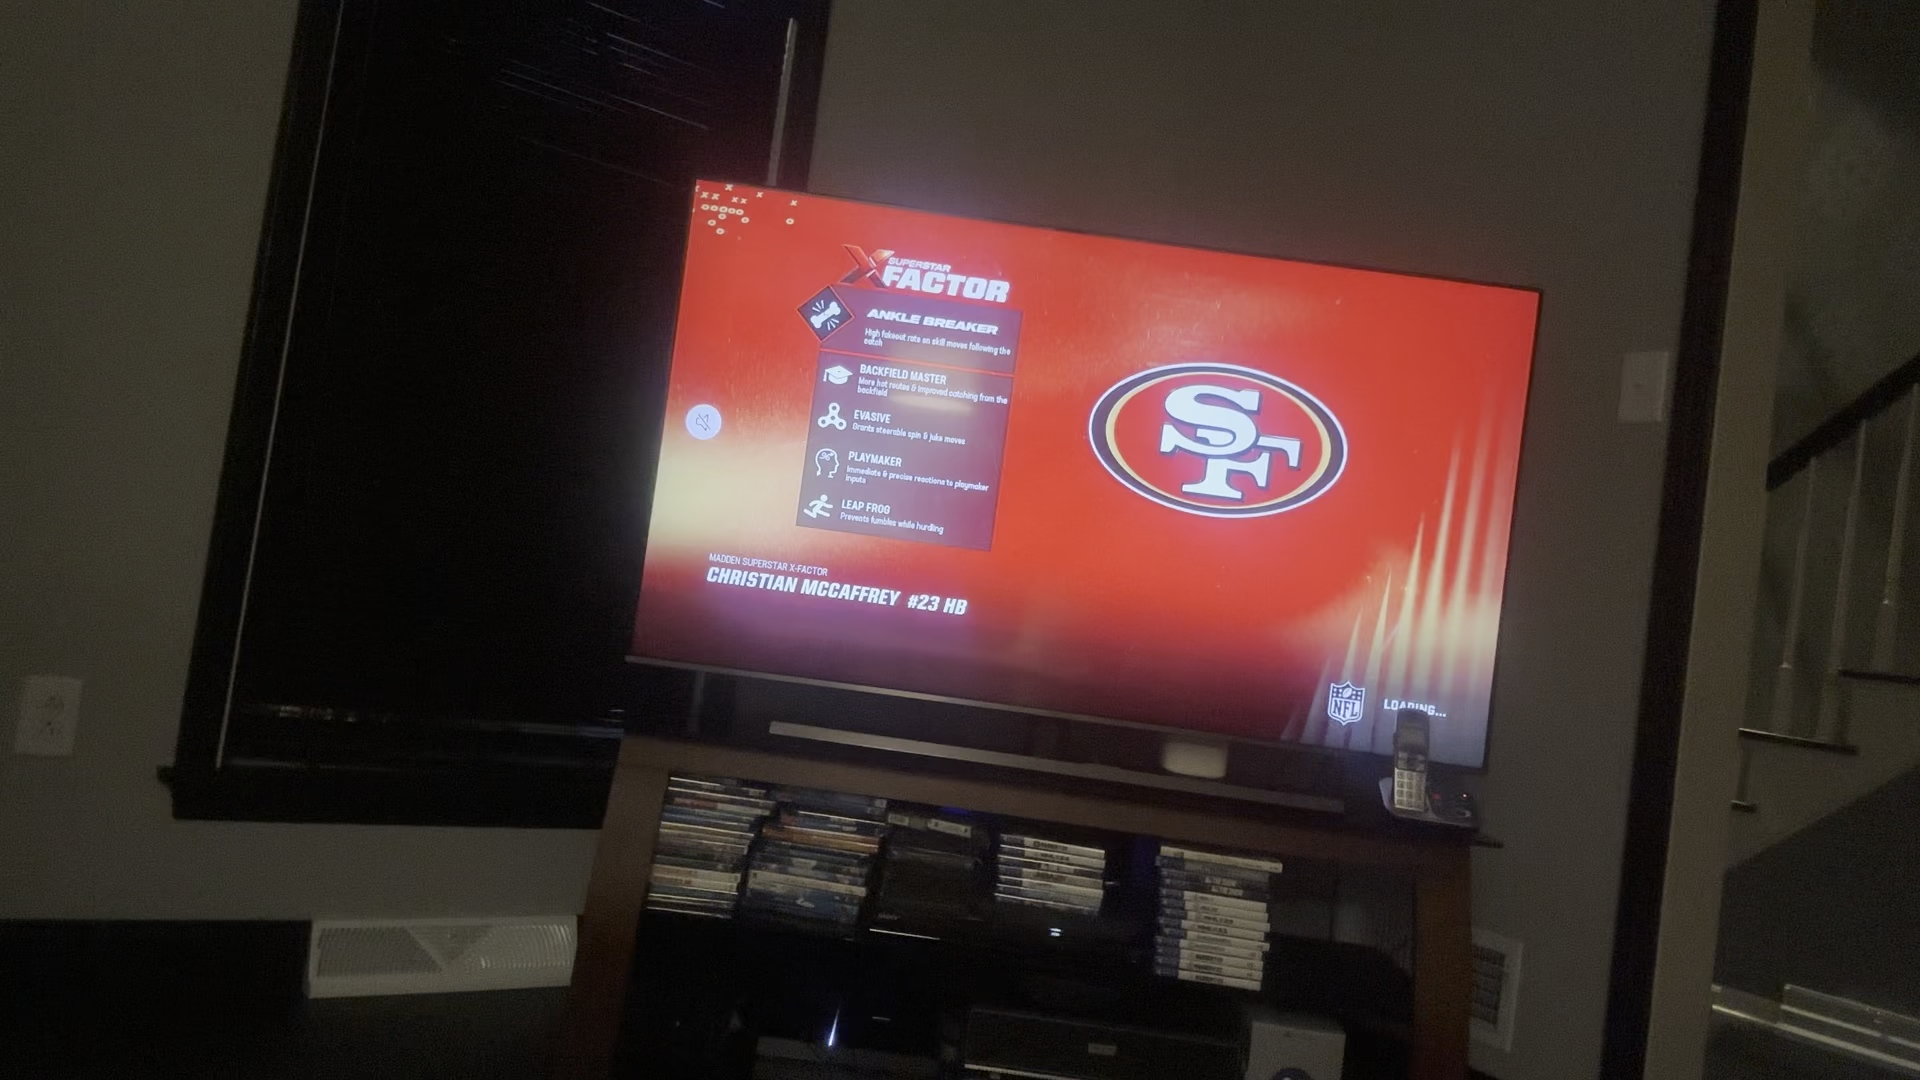 SUPERSTAR
X FACTOR
ANKLE BREAKER
High fakeout rate on skill moves following the
catch
BACKFIELD MASTER
More hot routes & improved catching from the
backfield
EVASIVE
Grants steerable spin & juke moves
PLAYMAKER
Immediate & precise reactions to playmaker
inputs
LEAP FROG
Prevents fumbles while hurdling
MADDEN SUPERSTAR X-FACTOR
CHRISTIAN MCCAFFREY #23 HB
SF
NFL
LOADING...